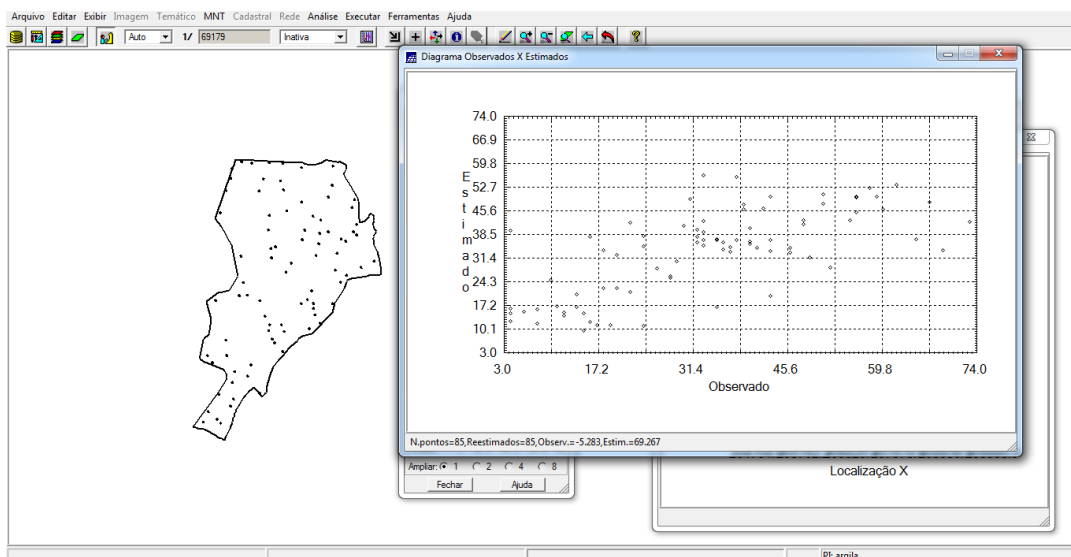 Arquivo Editar Exibir Imagem Temático MNT Cadastral Rede Análise Executar Ferramentas Ajuda
Auto 1/ 69179 Inativa
Diagrama Observados X Estimados
74.0
66.9
59.8
52.7
45.6
38.5
31.4
24.3
17.2
10.1
3.0
Estimado
3.0 17.2 31.4 45.6 59.8 74.0
Observado
N.pontos=85,Reestimados=85,Observ.=-5.283,Estim.=69.267
Ampliar: 1 2 4 8
Fechar Ajuda
Localização X
PI: argila